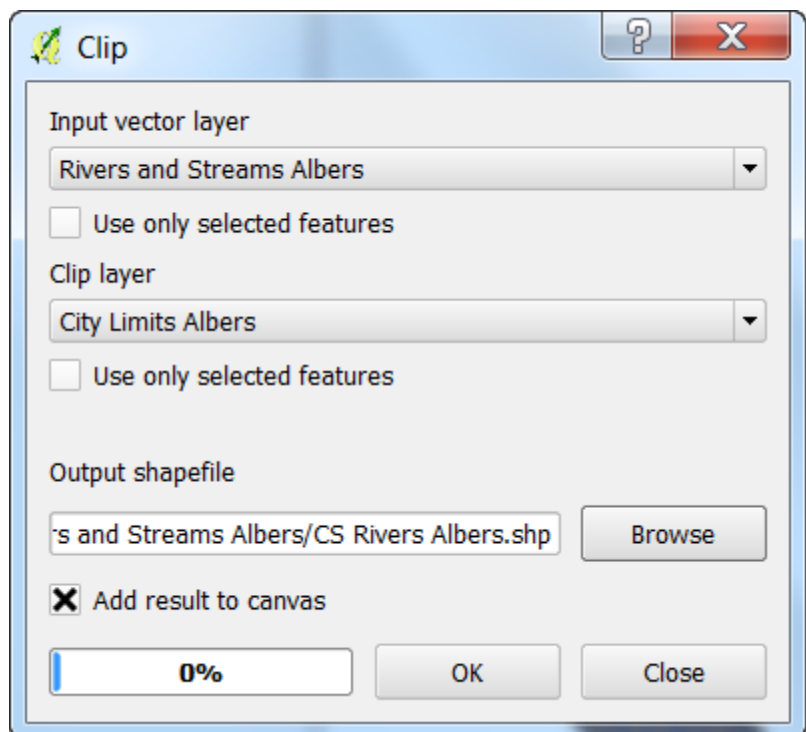 Clip
Input vector layer
Rivers and Streams Albers
Use only selected features
Clip layer
City Limits Albers
Use only selected features
Output shapefile
rs and Streams Albers/CS Rivers Albers.shp Browse
Add result to canvas
0% OK Close